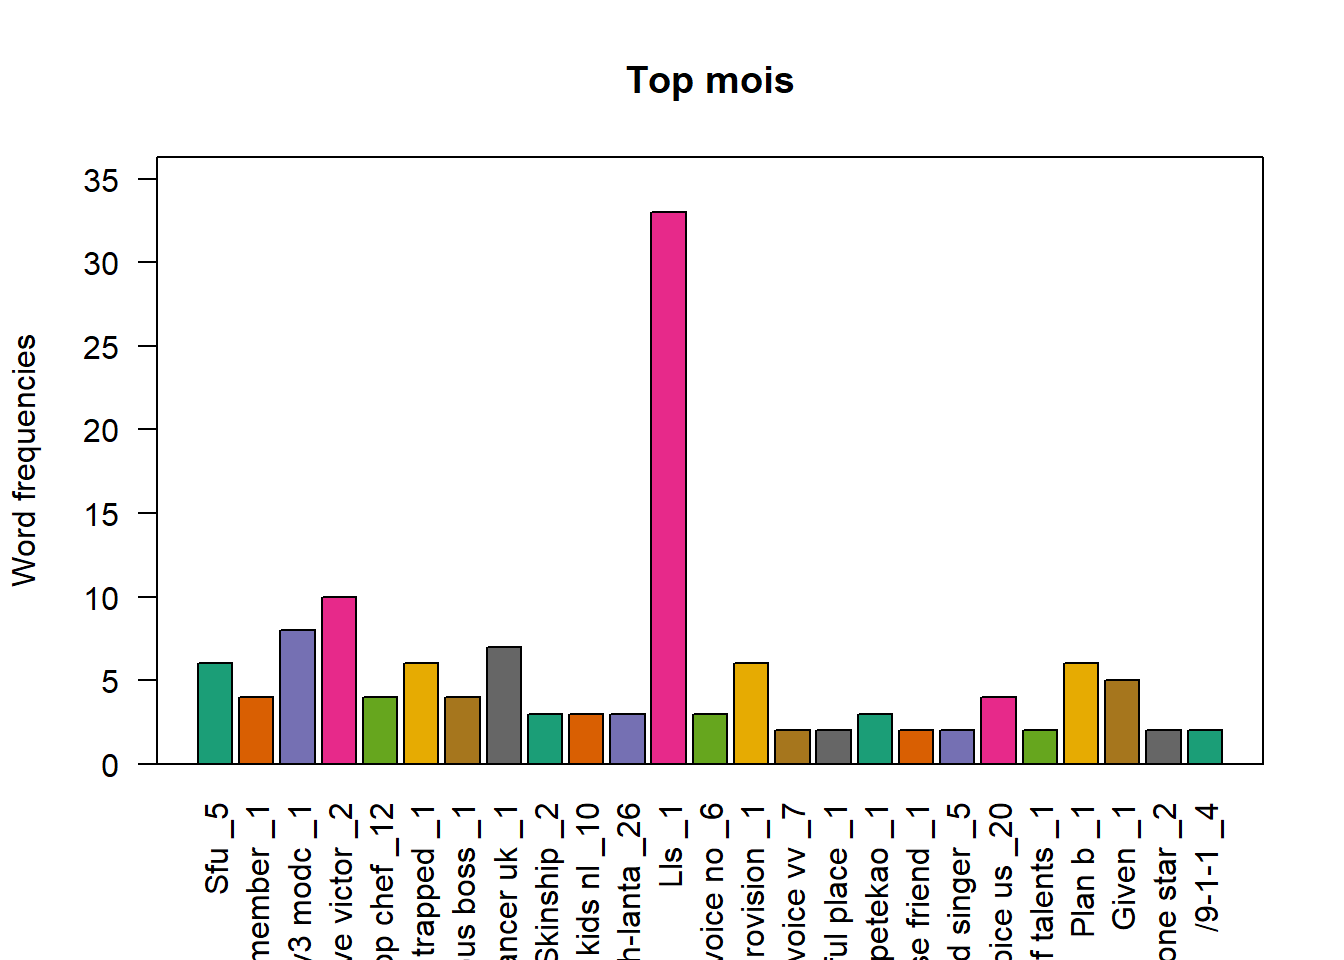 Top mois
Word frequencies
35
30
25
20
15
10
5
0
Sfu _5
member _1
v3 modc _1
ve victor _2
op chef _12
trapped _1
us boss _1
ancer uk _1
Skinship _2
kids nl _10
h-lanta _26
Lls _1
voice no _6
rovision _1
voice vv _7
ful place _1
petekao _1
se friend _1
d singer _5
oice us _20
f talents _1
Plan b _1
Given _1
one star _2
/9-1-1 _4